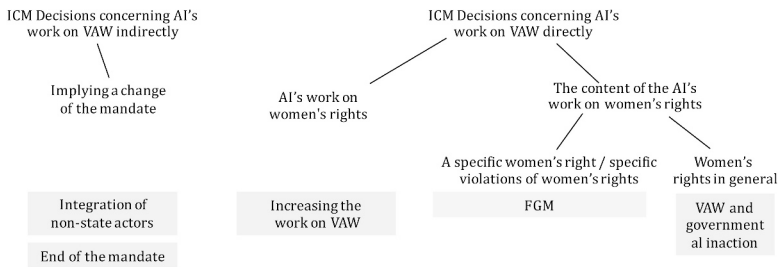 ICM Decisions concerning AI's
work on VAW indirectly
Implying a change
of the mandate
Integration of
non-state actors
End of the mandate
ICM Decisions concerning AI's
work on VAW directly
AI's work on
women's rights
Increasing the
work on VAW
The content of the AI's
work on women's rights
A specific women's right / specific
violations of women's rights
FGM
Women's
rights in general
VAW and
government
al inaction